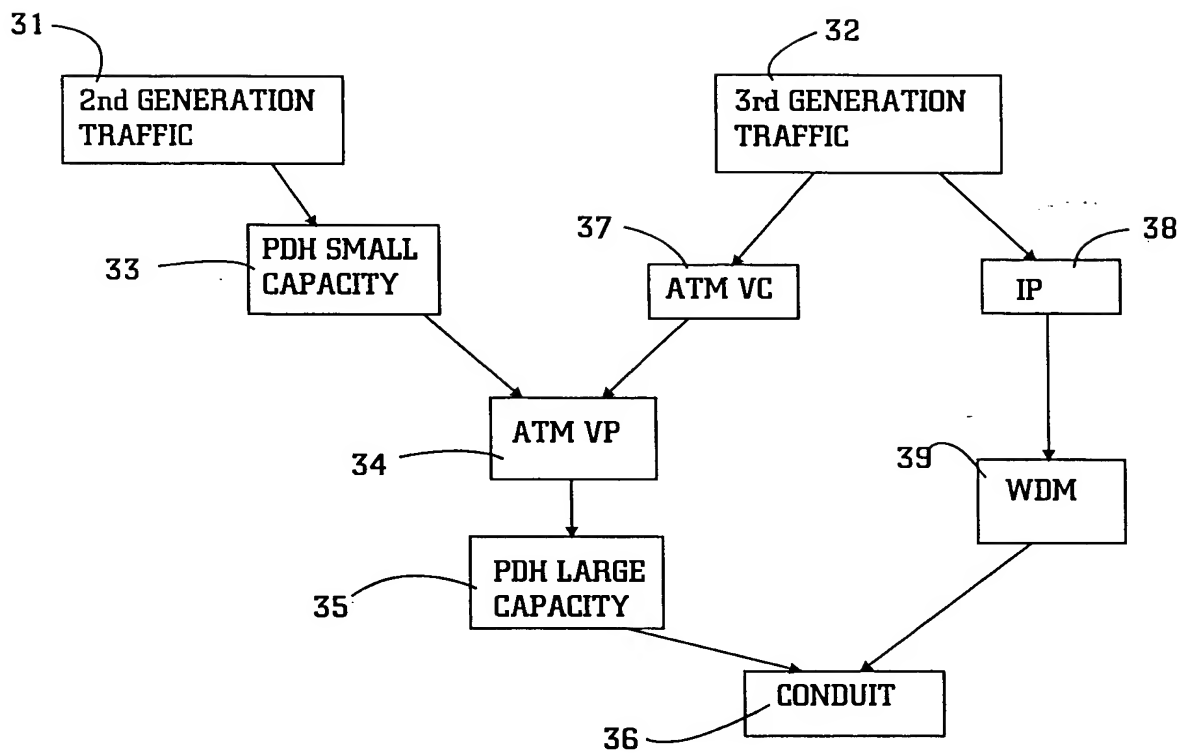 31
32
2nd GENERATION
TRAFFIC
3rd GENERATION
TRAFFIC
33
PDH SMALL
CAPACITY
37
ATM VC
38
IP
34
ATM VP
39
WDM
35
PDH LARGE
CAPACITY
36
CONDUIT